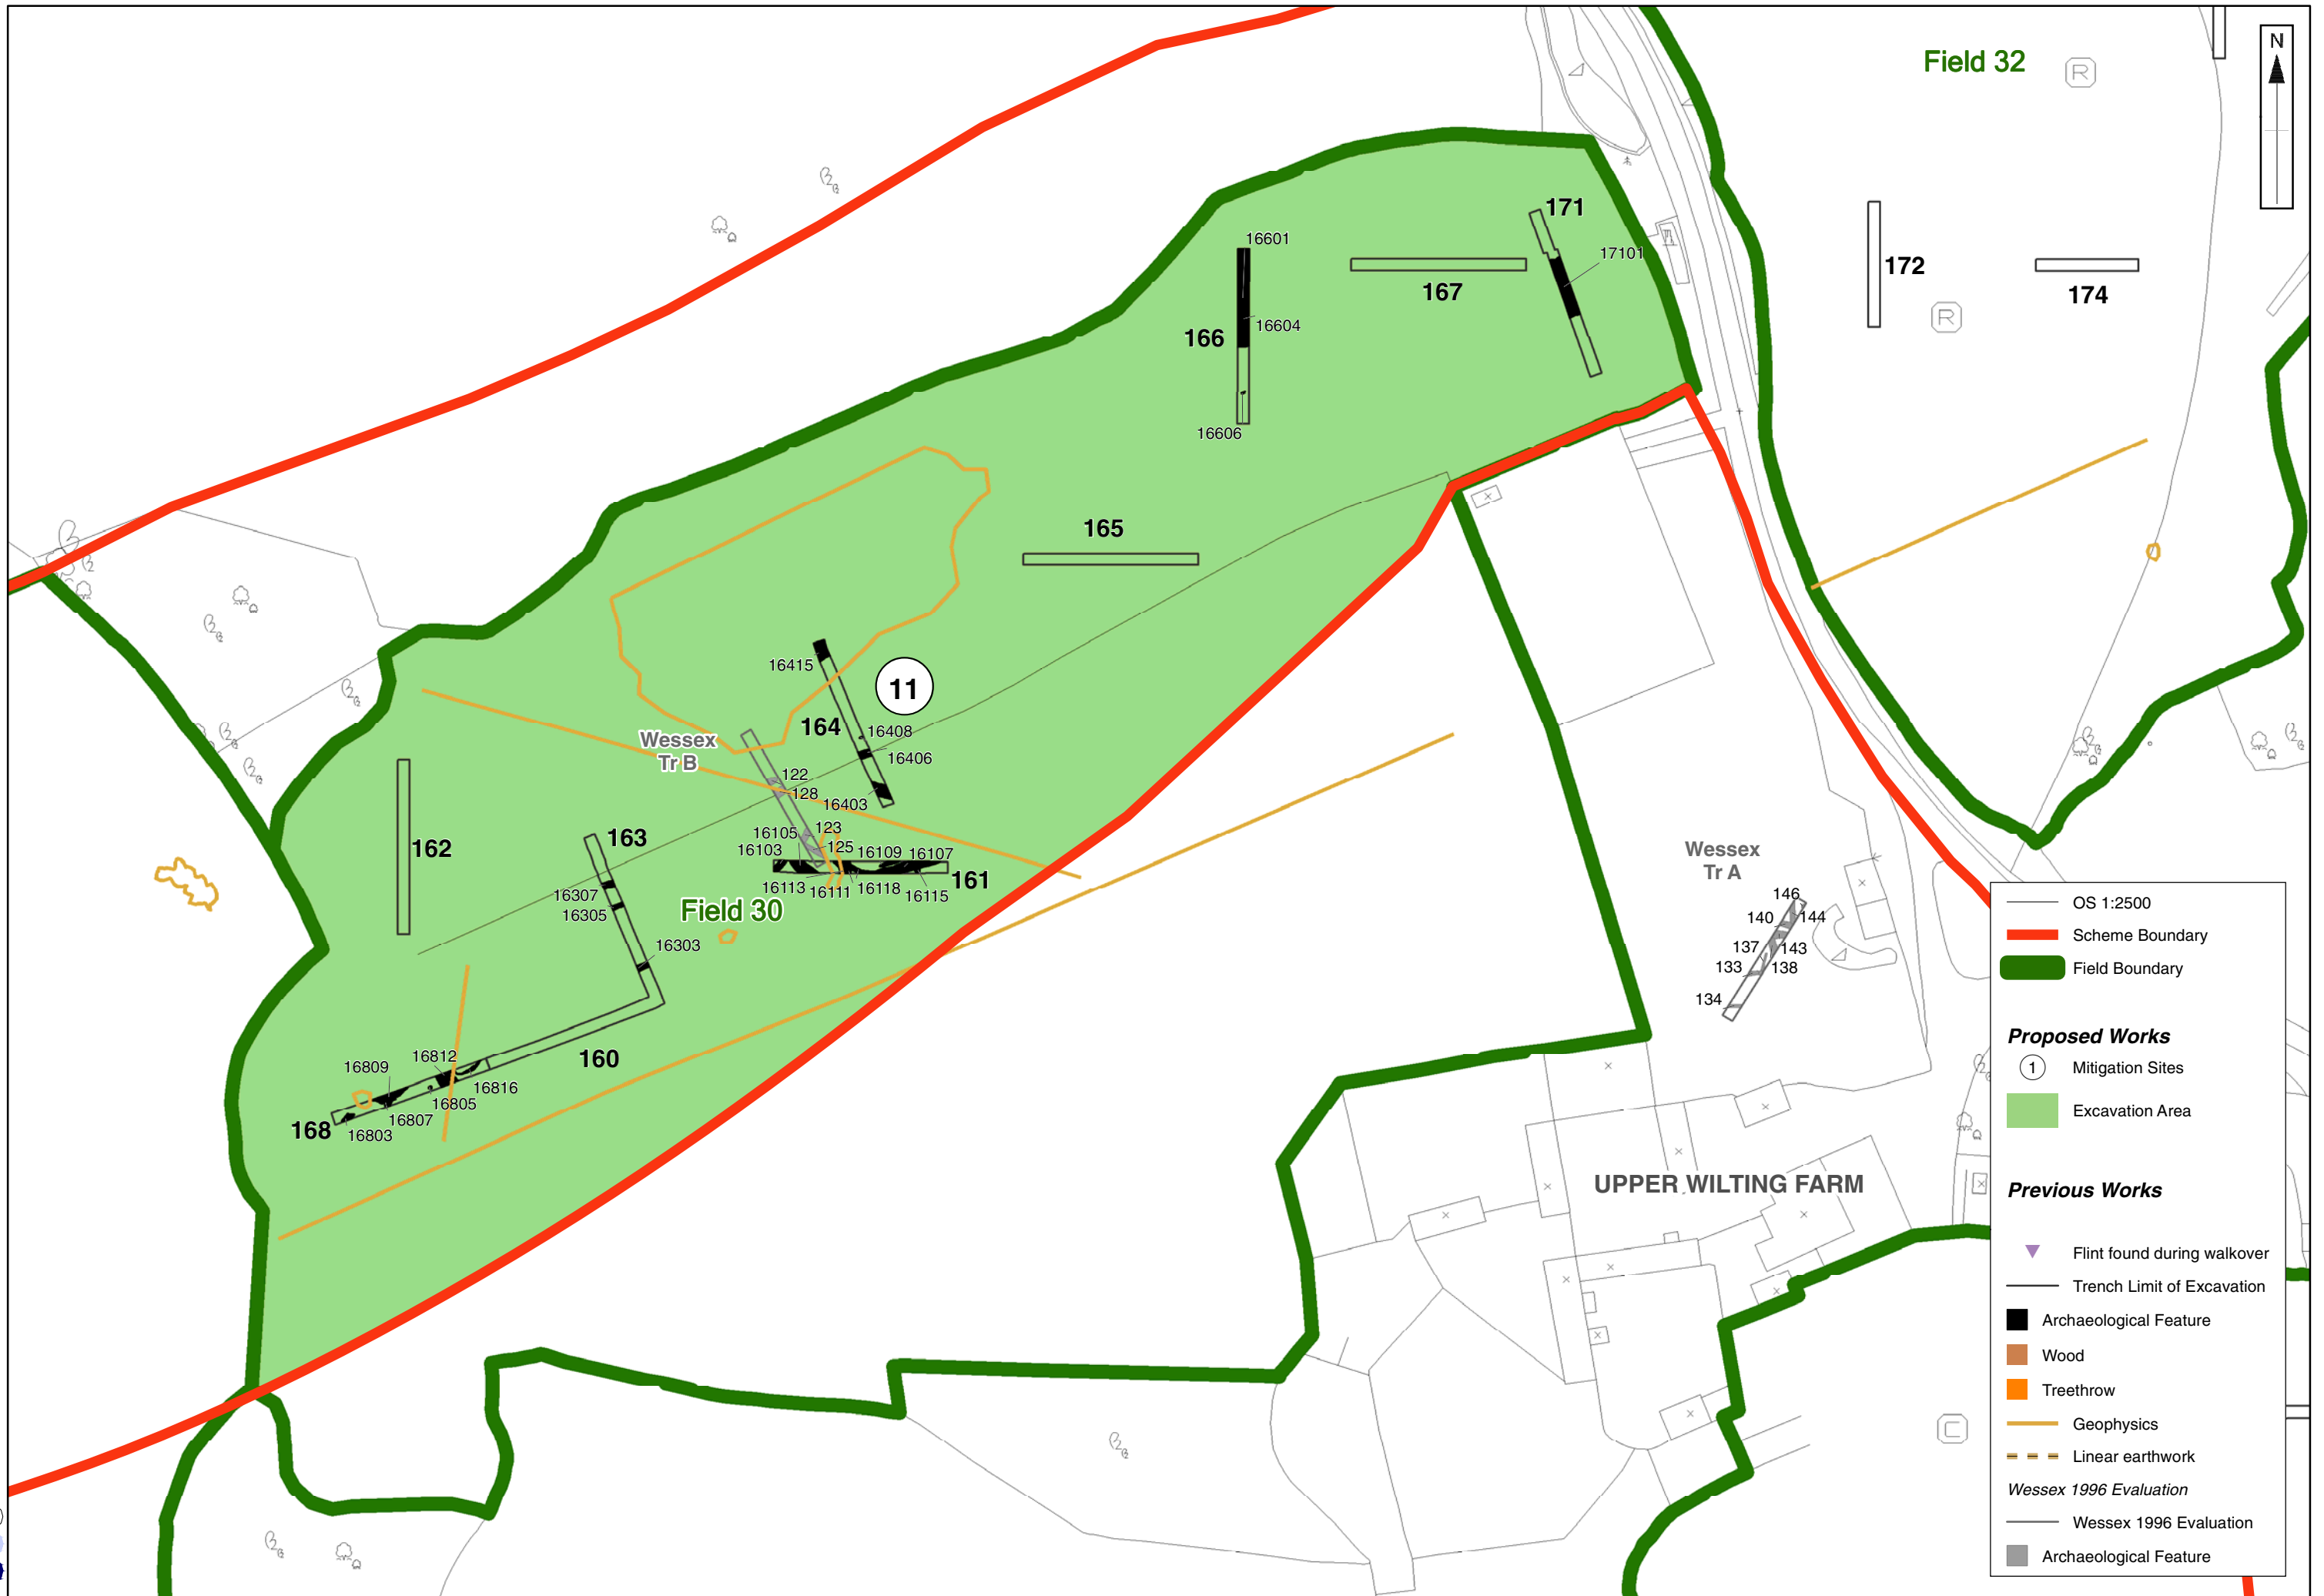 Field 32
R
N
171
16601
17101
167
172
174
R
16604
166
16606
165
16415
11
164
16408
16406
Wessex
Tr B
122
128
16403
123
16105
125
16103
16109
16107
162
163
161
16113
16111
16118
16115
16307
16305
Field 30
16303
160
16812
16809
16816
16805
16807
168
16803
Wessex
Tr A
146
140
144
137
143
133
138
134
UPPER WILTING FARM
C
OS 1:2500
Scheme Boundary
Field Boundary
Proposed Works
1
Mitigation Sites
Excavation Area
Previous Works
Flint found during walkover
Trench Limit of Excavation
Archaeological Feature
Wood
Treethrow
Geophysics
Linear earthwork
Wessex 1996 Evaluation
Wessex 1996 Evaluation
Archaeological Feature